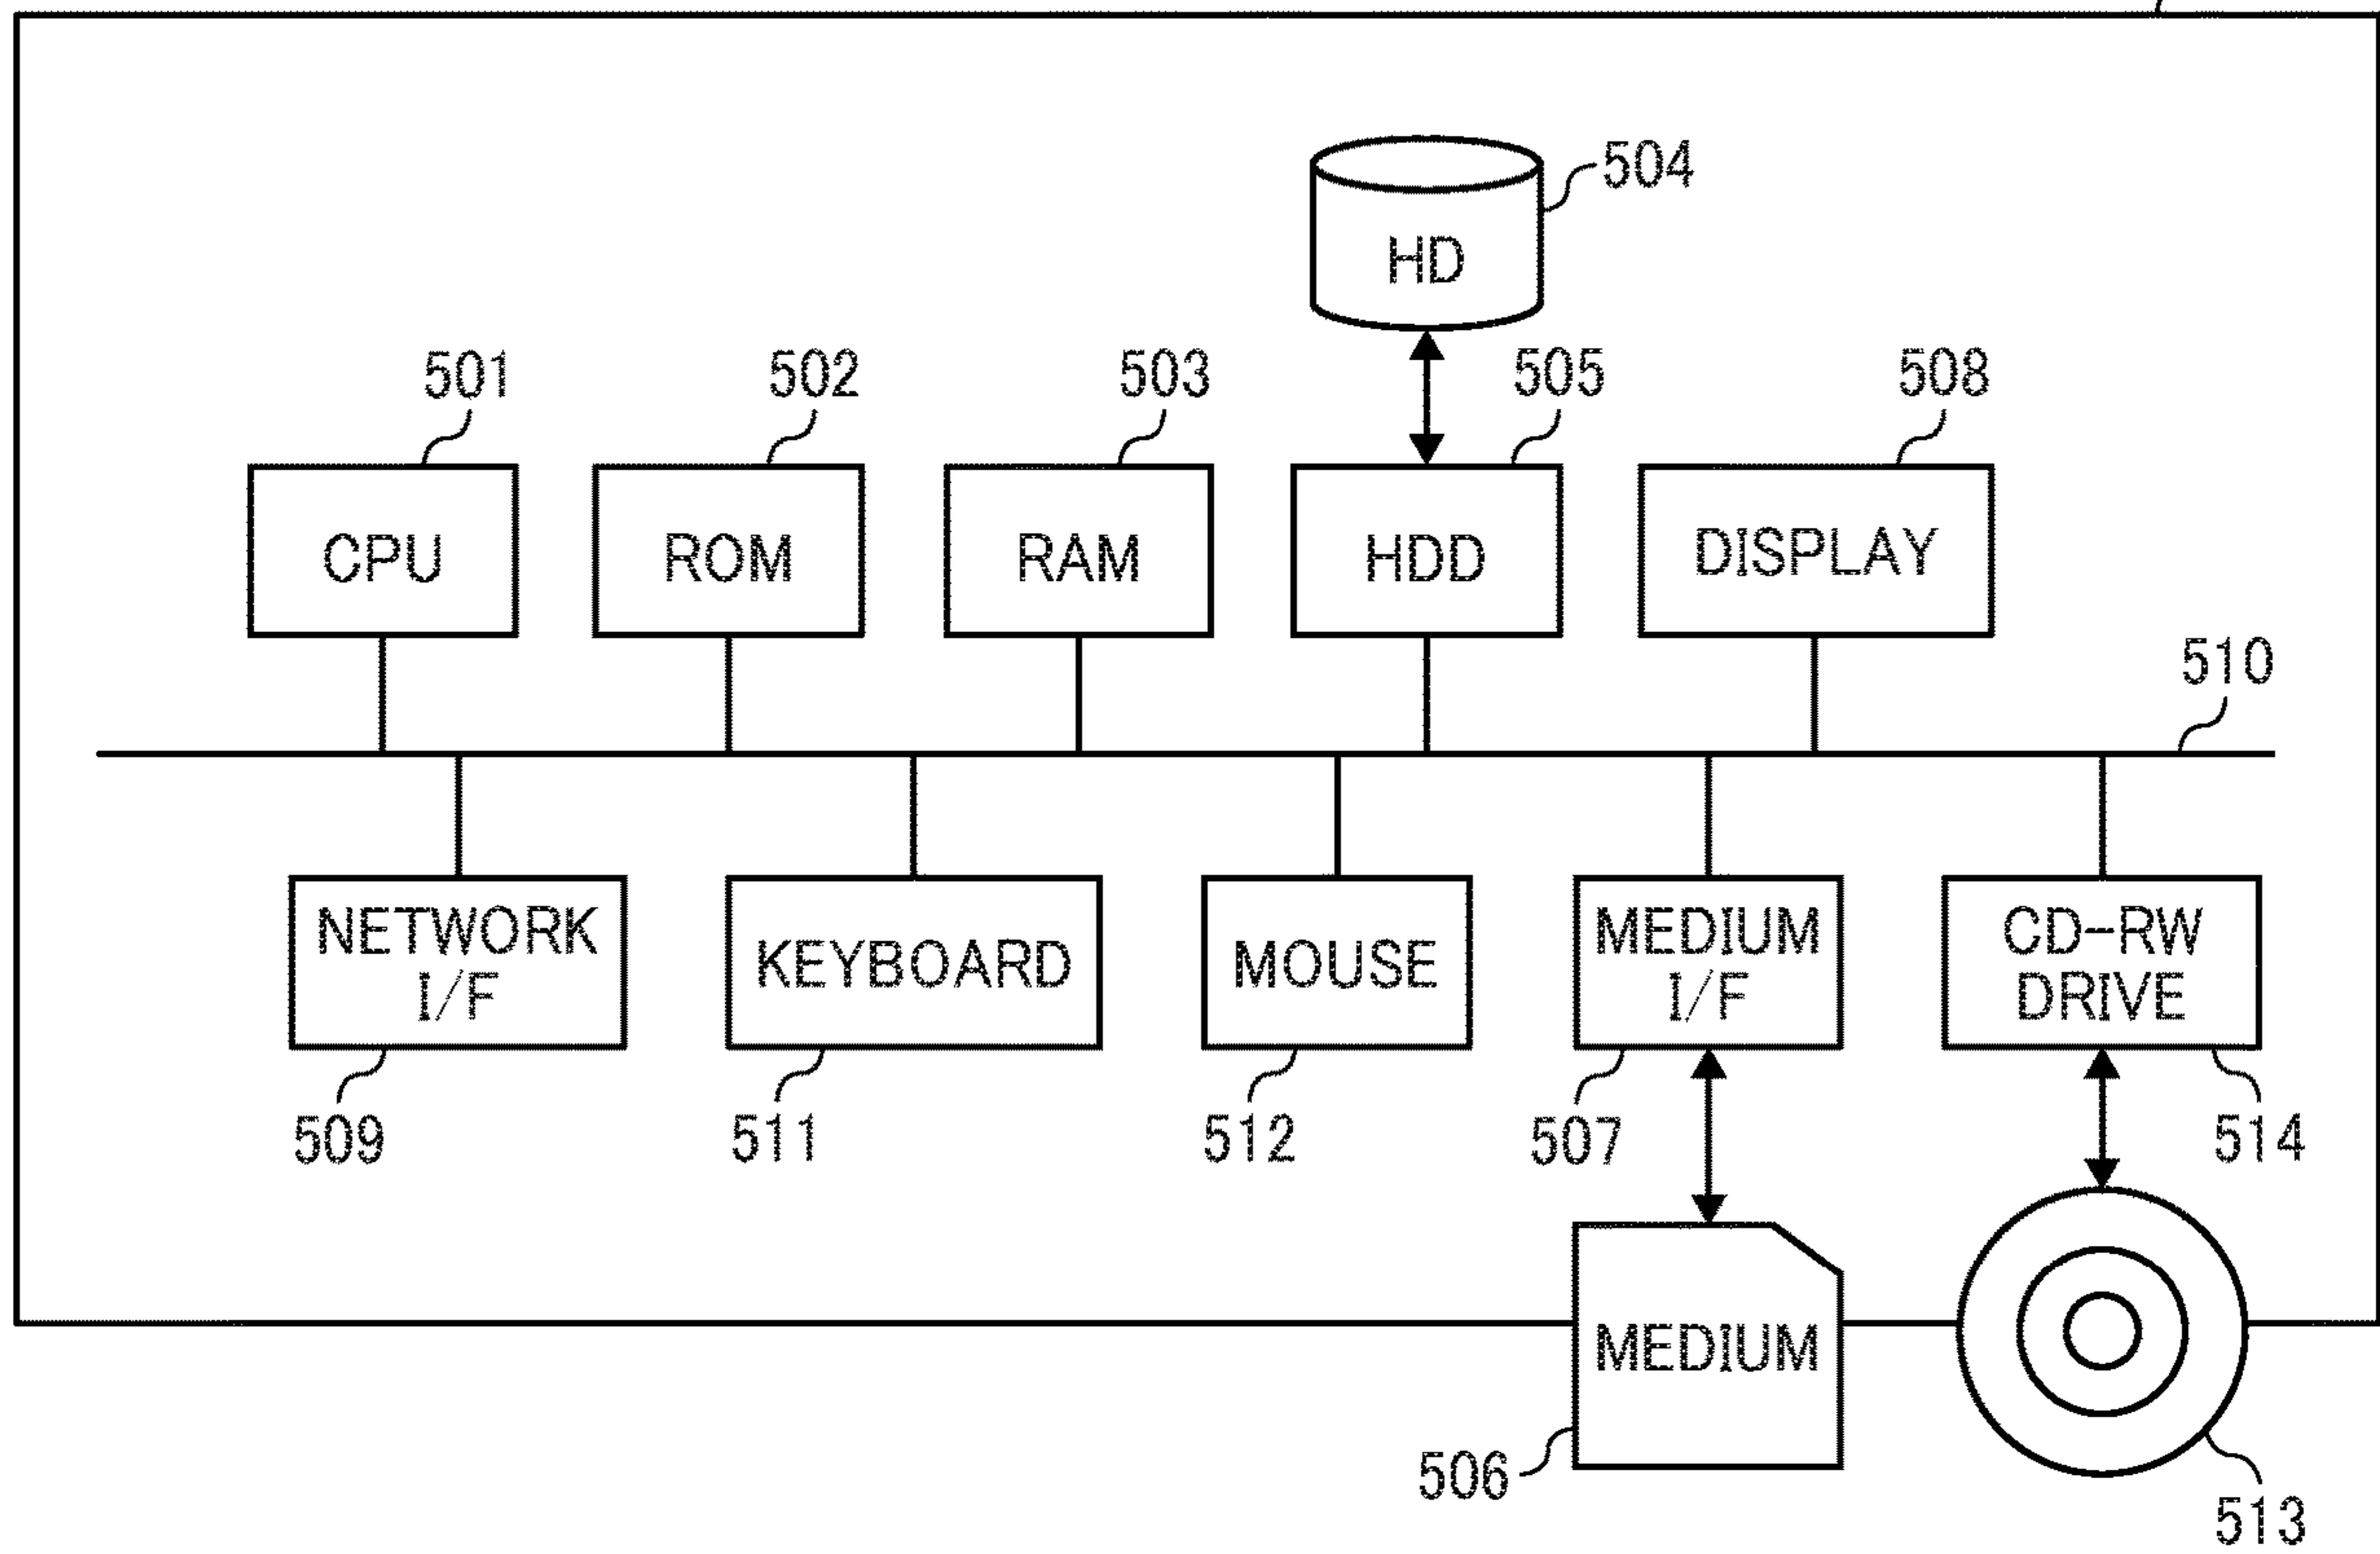 504
HD
501
502
503
505
508
CPU
ROM
RAM
HDD
DISPLAY
510
NETWORK
I/F
KEYBOARD
MOUSE
MEDIUM
I/F
CD-RW
DRIVE
509
511
512
507
514
MEDIUM
506
513